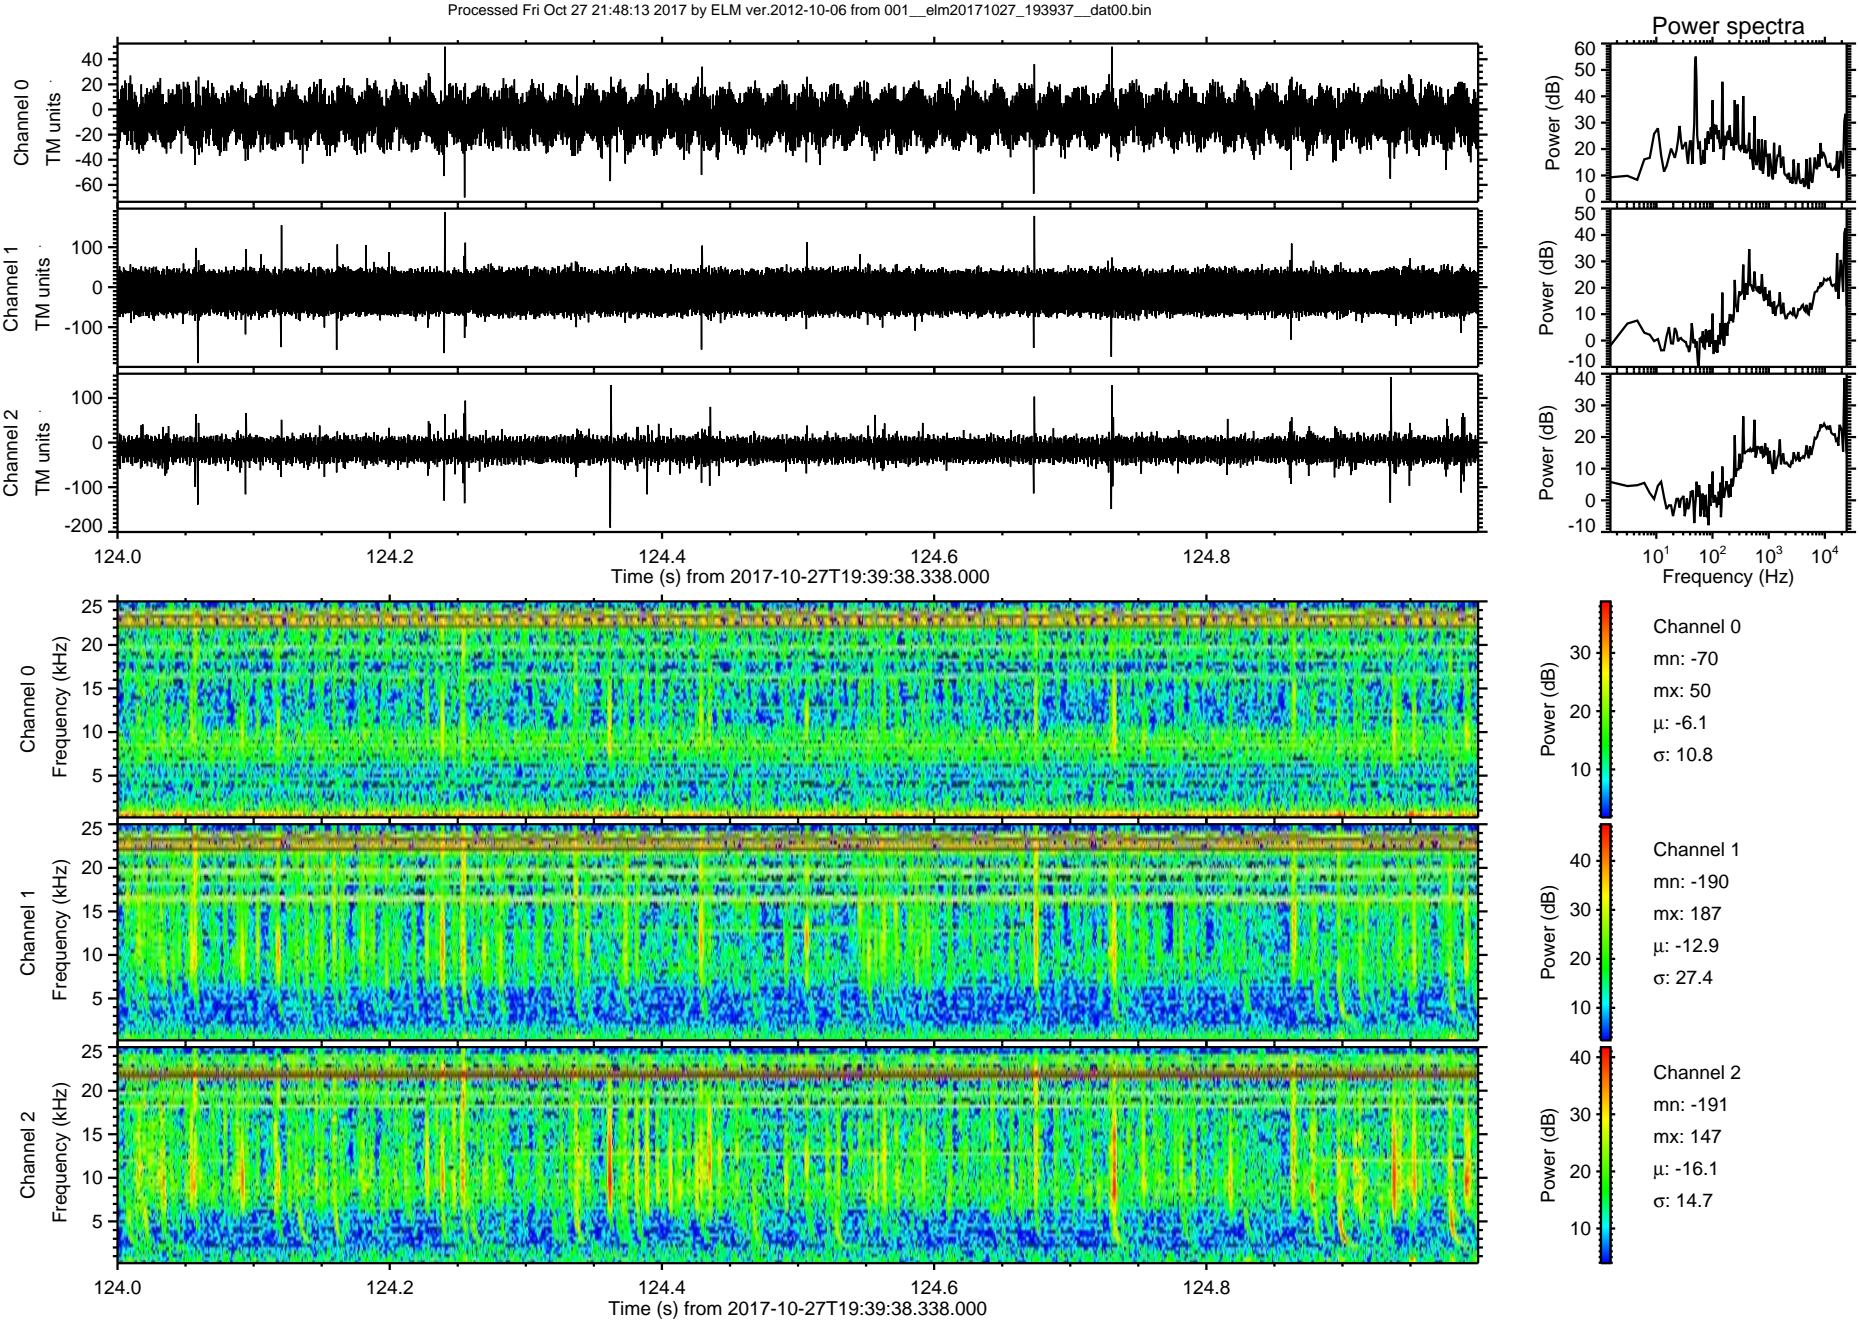 Processed Fri Oct 27 21:48:13 2017 by ELM ver.2012-10-06 from 001__elm20171027_193937__dat00.bin
Power spectra
Channel 0
TM units
40
20
0
-20
-40
-60
Power (dB)
60
50
40
30
20
10
0
Channel 1
TM units
100
0
-100
Power (dB)
50
40
30
20
10
0
-10
Channel 2
TM units
100
0
-100
-200
Power (dB)
40
30
20
10
0
-10
124.0 124.2 124.4 124.6 124.8
Time (s) from 2017-10-27T19:39:38.338.000
10¹ 10² 10³ 10⁴
Frequency (Hz)
Channel 0
Frequency (kHz)
25
20
15
10
5
Power (dB)
30
20
10
Channel 0
mn: -70
mx: 50
μ: -6.1
σ: 10.8
Channel 1
Frequency (kHz)
25
20
15
10
5
Power (dB)
40
30
20
10
Channel 1
mn: -190
mx: 187
μ: -12.9
σ: 27.4
Channel 2
Frequency (kHz)
25
20
15
10
5
Power (dB)
40
30
20
10
Channel 2
mn: -191
mx: 147
μ: -16.1
σ: 14.7
124.0 124.2 124.4 124.6 124.8
Time (s) from 2017-10-27T19:39:38.338.000